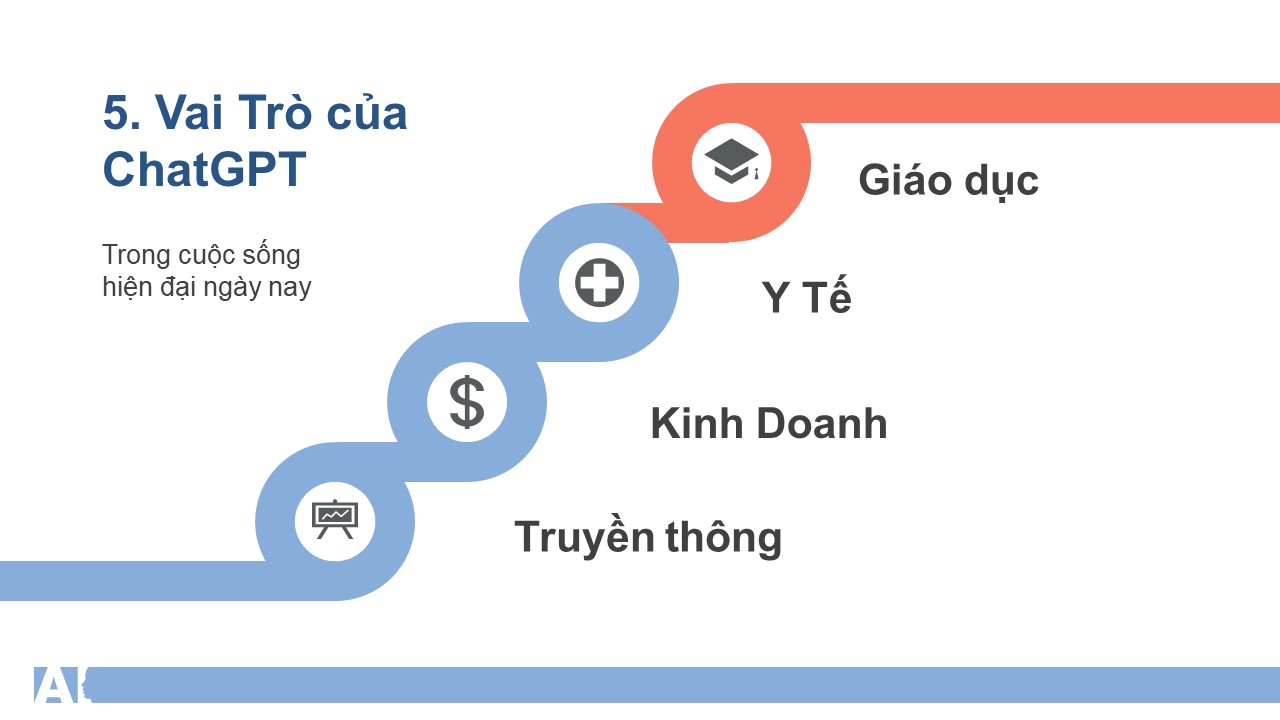 5. Vai Trò của
ChatGPT
Trong cuộc sống
hiện đại ngày nay
Giáo dục
Y Tế
$
Kinh Doanh
Truyền thông
AI